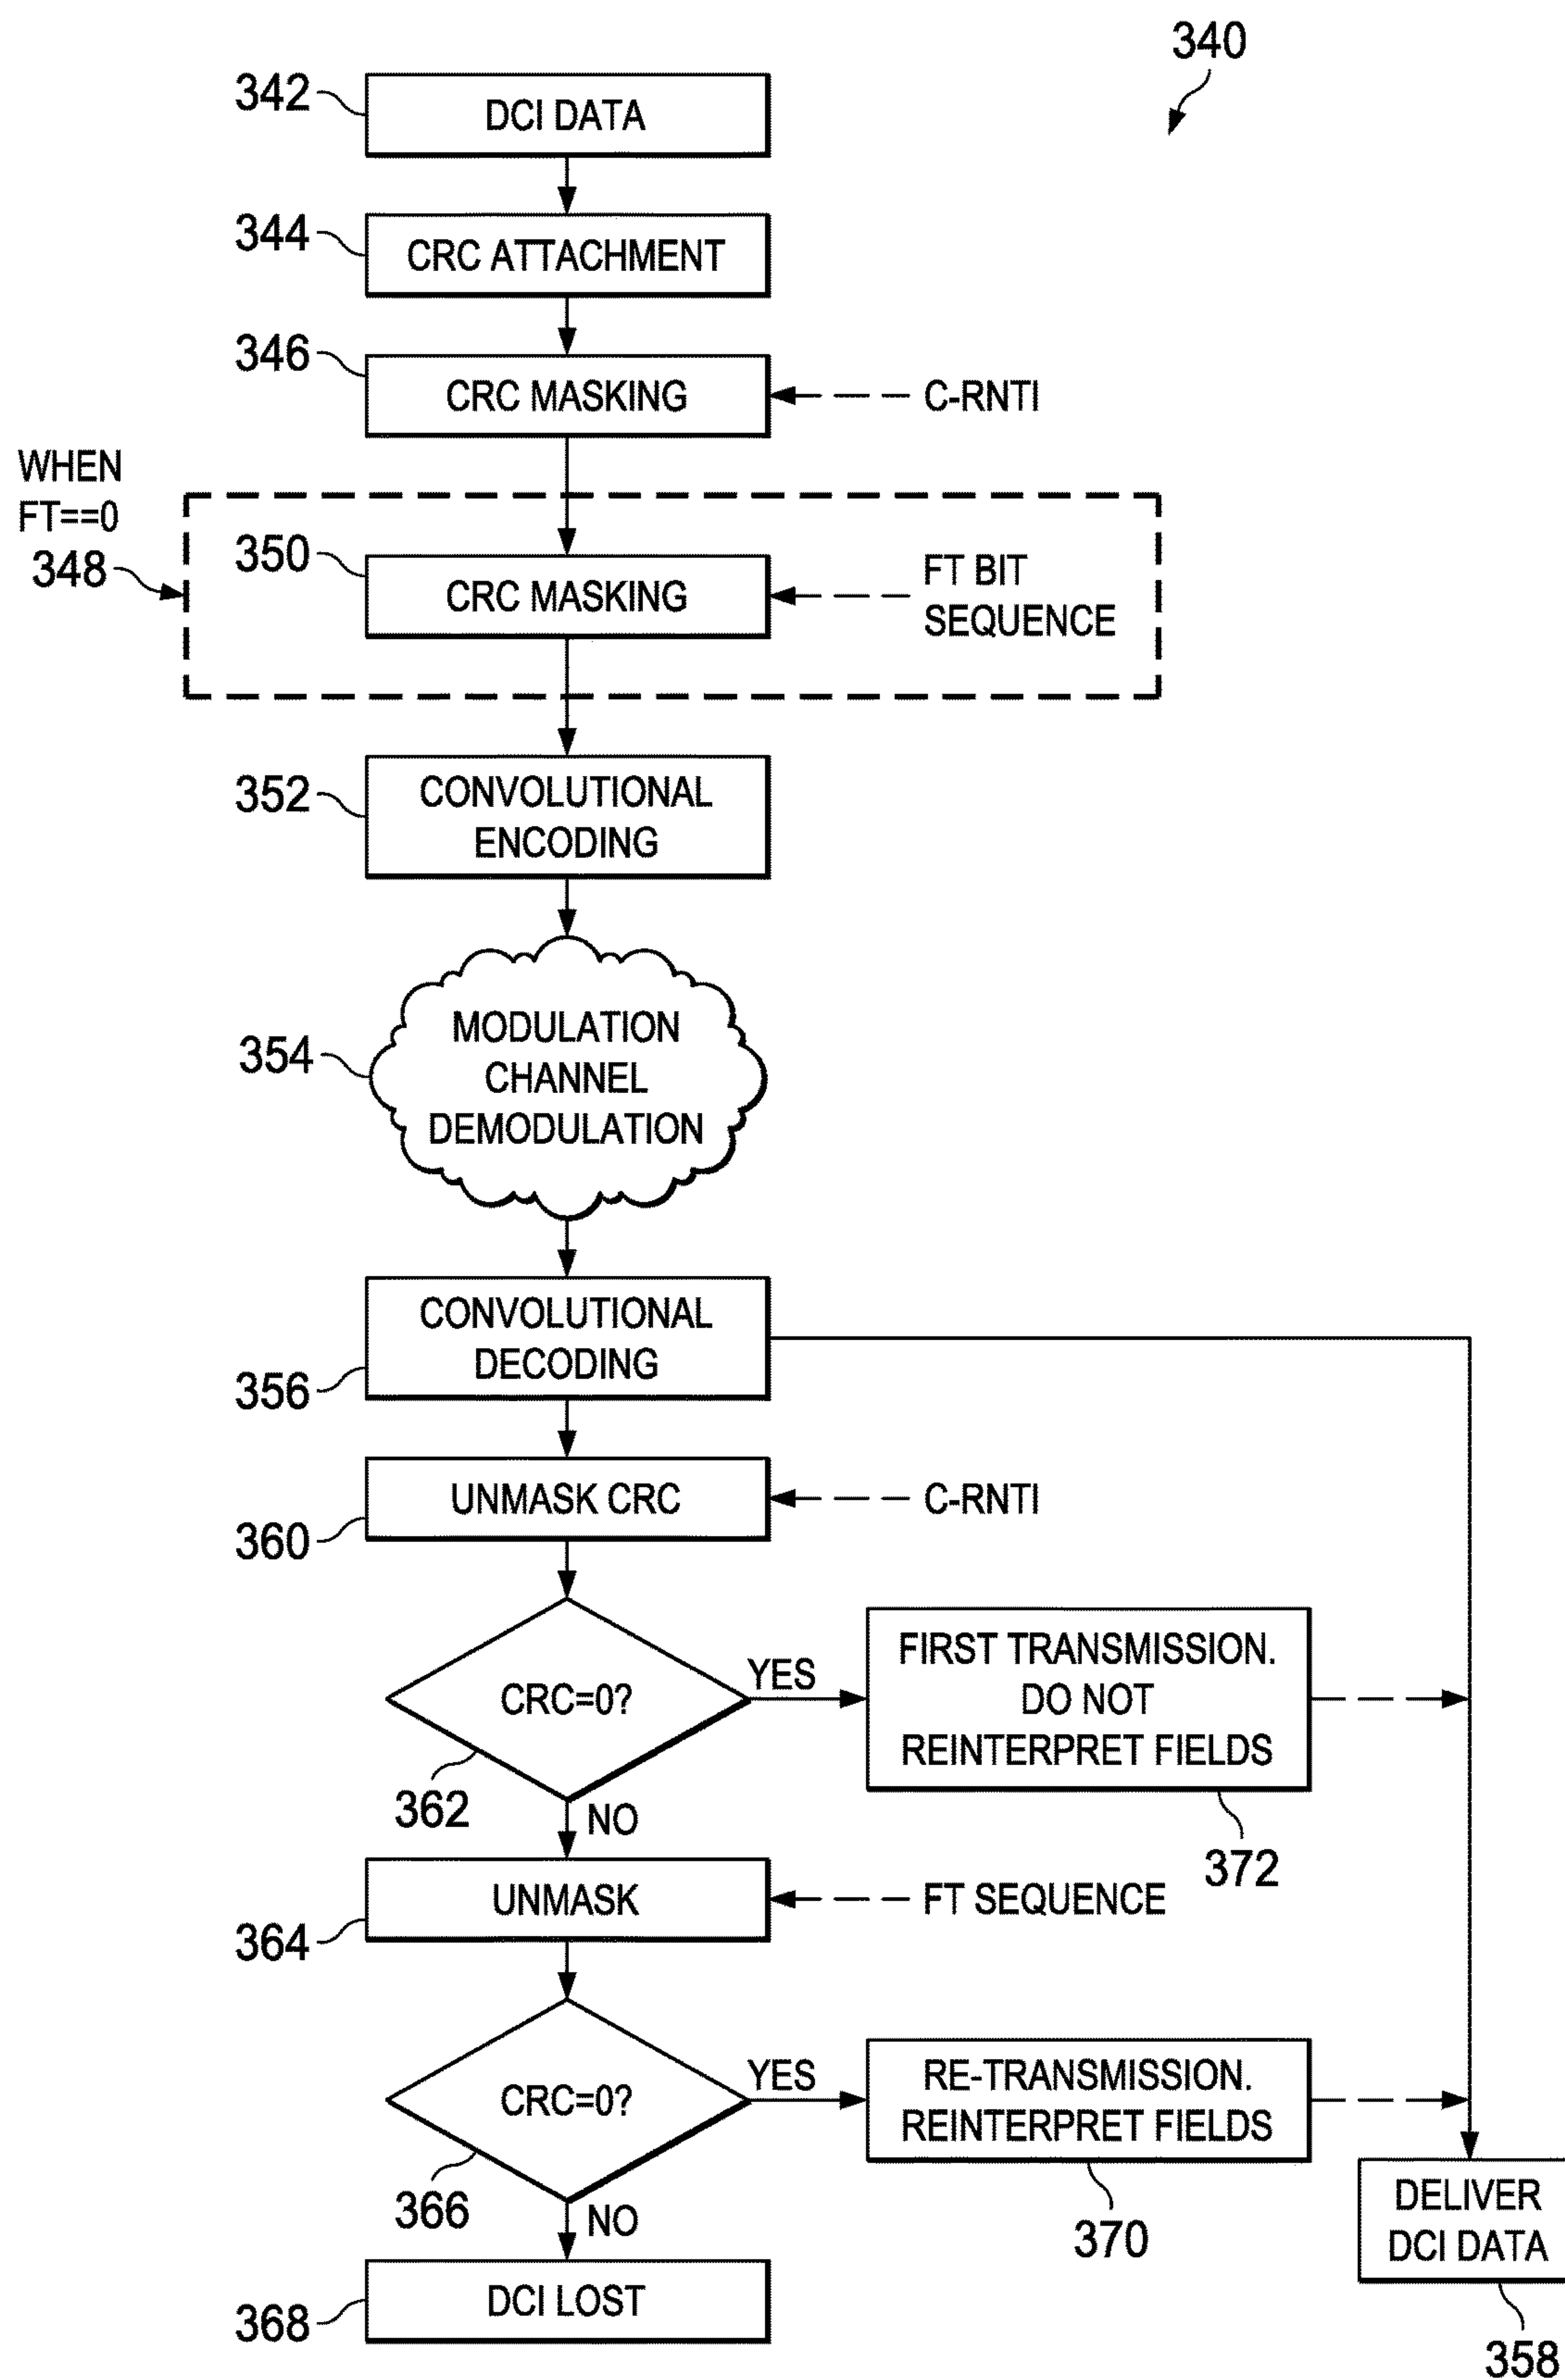 340
342
DCI DATA
344
CRC ATTACHMENT
346
CRC MASKING
C-RNTI
WHEN
FT==0
348
350
CRC MASKING
FT BIT
SEQUENCE
352
CONVOLUTIONAL
ENCODING
354
MODULATION
CHANNEL
DEMODULATION
CONVOLUTIONAL
DECODING
356
UNMASK CRC
C-RNTI
360
CRC=0?
YES
FIRST TRANSMISSION.
DO NOT
REINTERPRET FIELDS
362
NO
372
UNMASK
FT SEQUENCE
364
CRC=0?
YES
RE-TRANSMISSION.
REINTERPRET FIELDS
366
NO
370
DELIVER
DCI DATA
358
DCI LOST
368